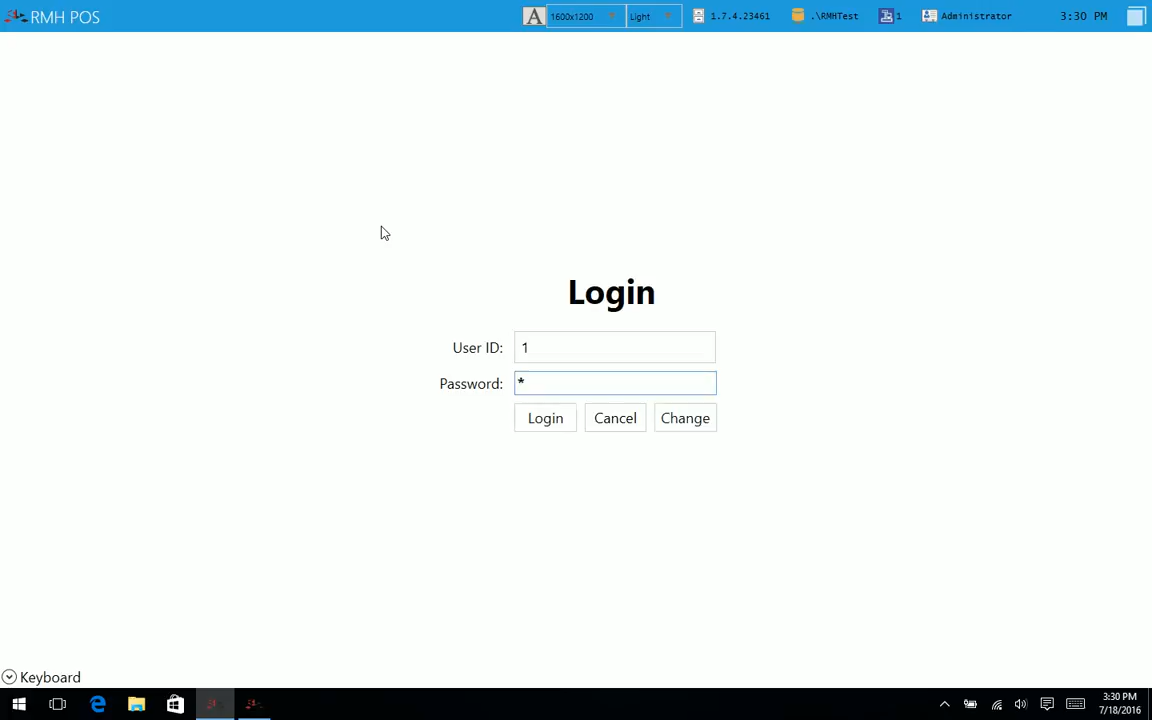 RMH POS
A 1600x1200 Light 1.7.4.23461 .\RMHTest 1 Administrator 3:30 PM
Login
User ID: 1
Password: *
Login Cancel Change
Keyboard
3:30 PM
7/18/2016